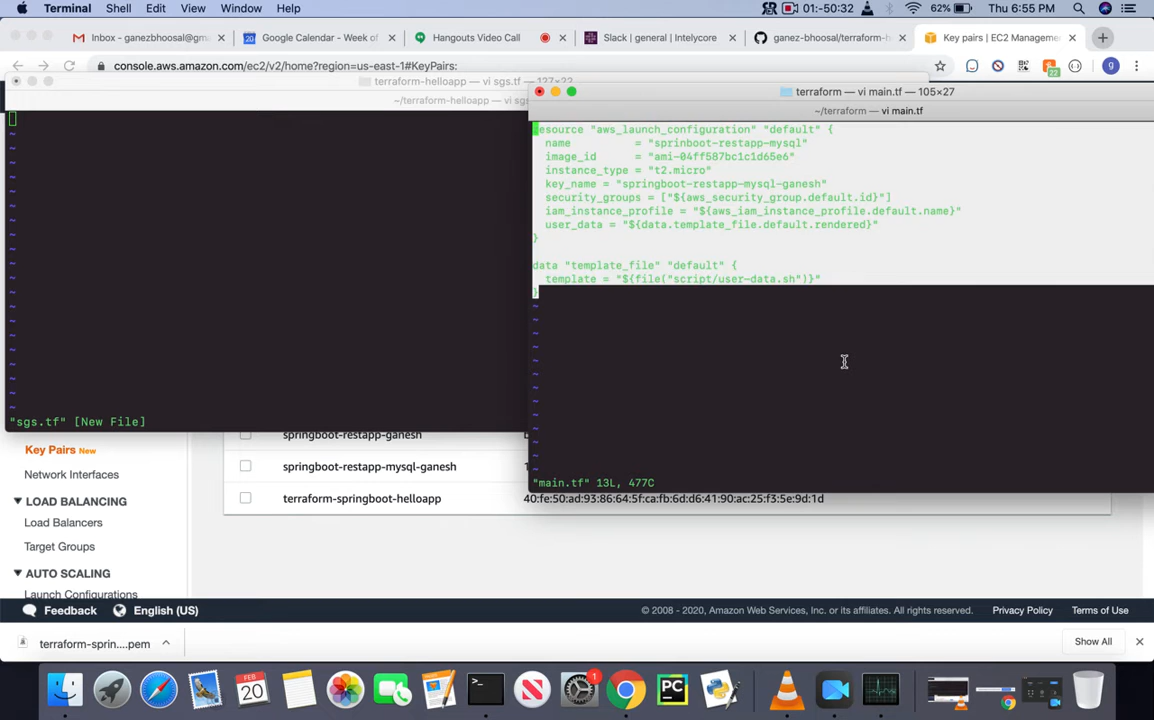 Terminal Shell Edit View Window Help
01:-50:32 62% Thu 6:55 PM
Inbox - ganezbhoosal@gma
Google Calendar - Week of
Hangouts Video Call
Slack | general | Intelycore
ganez-bhoosal/terraform-h
Key pairs | EC2 Manageme
console.aws.amazon.com/ec2/v2/home?region=us-east-1#KeyPairs:
22
g
terraform-helloapp — vi sgs.tf — 127×22
~/terraform-helloapp — vi sgs
~
"sgs.tf" [New File]
terraform — vi main.tf — 105×27
~/terraform — vi main.tf
resource "aws_launch_configuration" "default" {
name = "sprinboot-restapp-mysql"
image_id = "ami-04ff587bc1c1d65e6"
instance_type = "t2.micro"
key_name = "springboot-restapp-mysql-ganesh"
security_groups = ["${aws_security_group.default.id}"]
iam_instance_profile = "${aws_iam_instance_profile.default.name}"
user_data = "${data.template_file.default.rendered}"
}
data "template_file" "default" {
template = "${file("script/user-data.sh")}"
}
~
"main.tf" 13L, 477C
springboot-restapp-ganesh
Key Pairs New
springboot-restapp-mysql-ganesh
Network Interfaces
terraform-springboot-helloapp
40:fe:50:ad:93:86:64:5f:ca:fb:6d:d6:41:90:ac:25:f3:5e:9d:1d
LOAD BALANCING
Load Balancers
Target Groups
AUTO SCALING
Launch Configurations
Feedback English (US)
© 2008 - 2020, Amazon Web Services, Inc. or its affiliates. All rights reserved. Privacy Policy Terms of Use
terraform-sprin....pem
Show All
FEB
20
1
PC